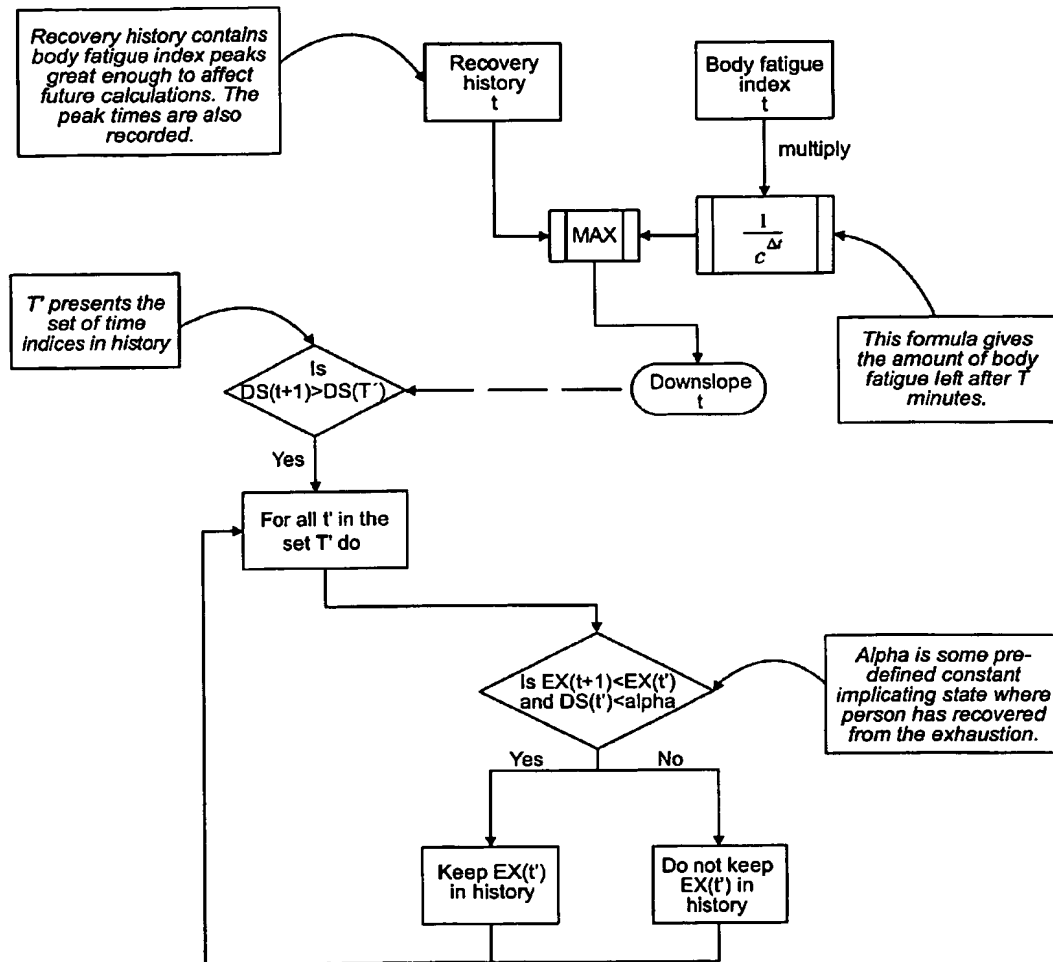 Recovery history contains
body fatigue index peaks
great enough to affect
future calculations. The
peak times are also
recorded.
Recovery
history
t
Body fatigue
index
t
multiply
MAX
1
c^Δt
T' presents the
set of time
indices in history
Is
DS(t+1)>DS(T´)
Downslope
t
This formula gives
the amount of body
fatigue left after T
minutes.
Yes
For all t' in the
set T' do
Is EX(t+1)<EX(t')
and DS(t')<alpha
Alpha is some pre-
defined constant
implicating state where
person has recovered
from the exhaustion.
Yes
No
Keep EX(t')
in history
Do not keep
EX(t') in
history